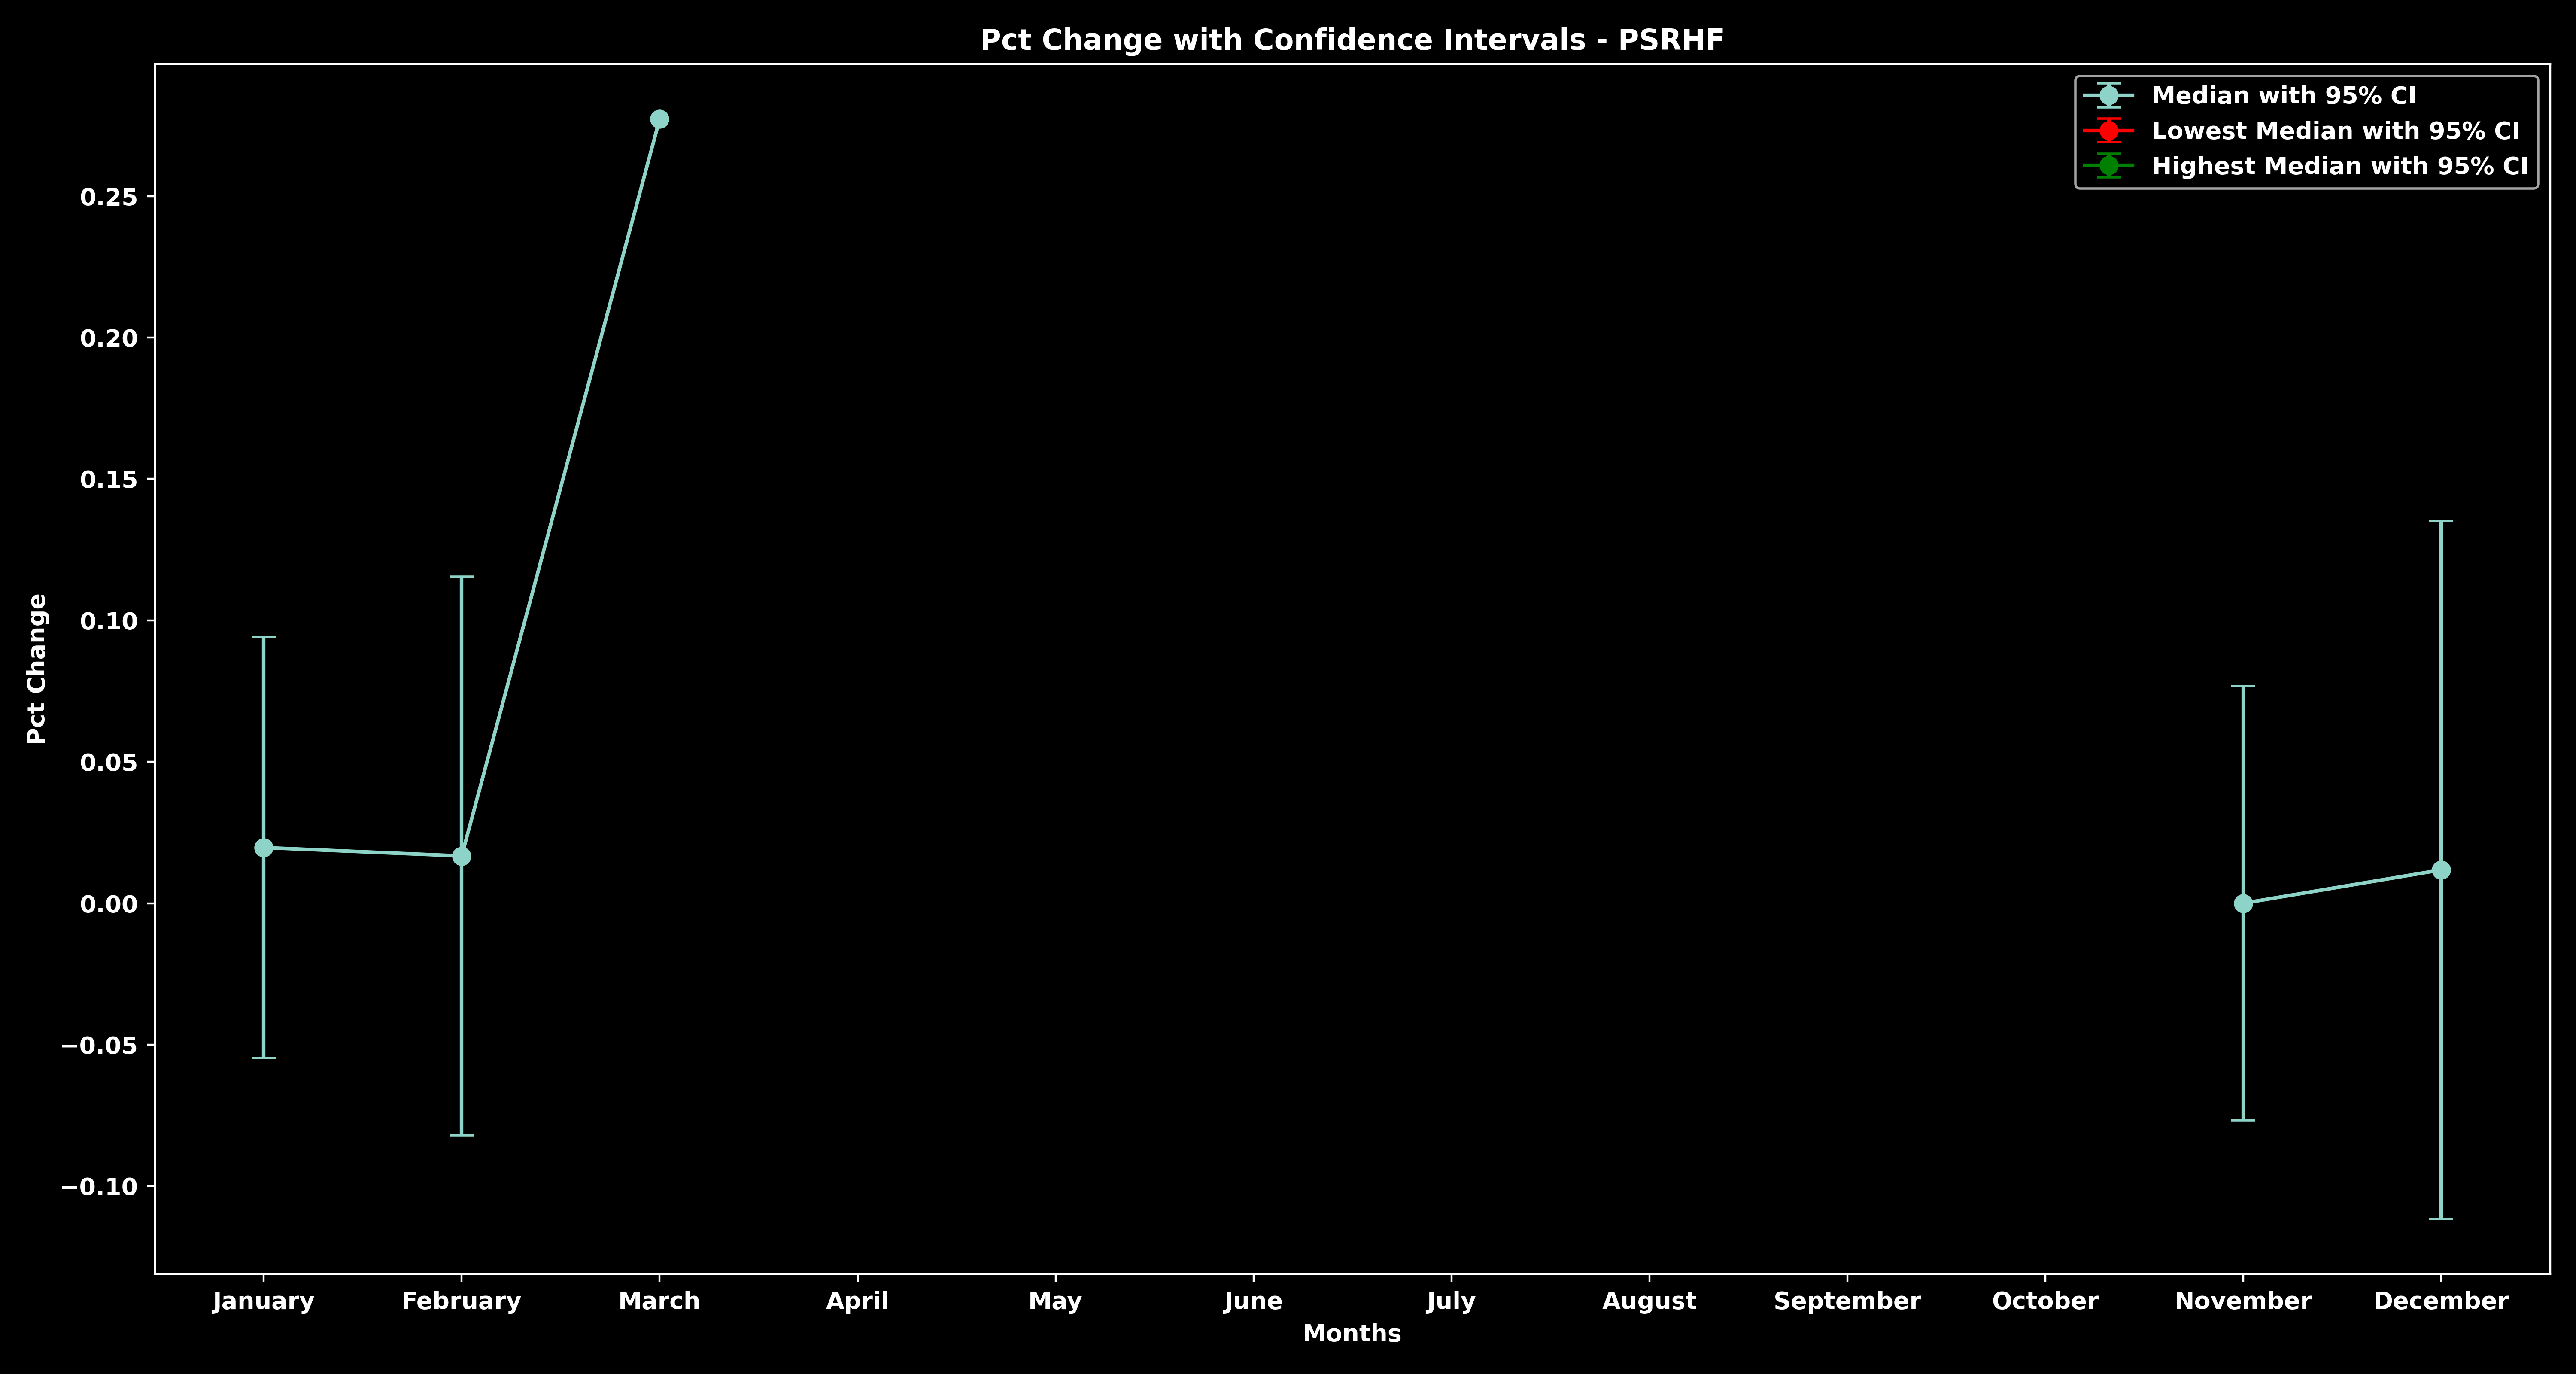 Pct Change with Confidence Intervals - PSRHF
Median with 95% CI
Lowest Median with 95% CI
Highest Median with 95% CI
Pct Change
0.25
0.20
0.15
0.10
0.05
0.00
−0.05
−0.10
January February March April May June July August September October November December
Months